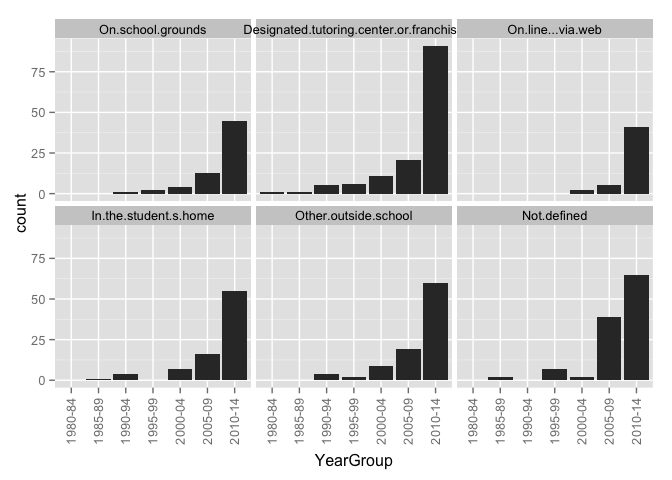 On.school.grounds
Designated.tutoring.center.or.franchis
On.line...via.web
75
50
25
0
count
In.the.student.s.home
Other.outside.school
Not.defined
75
50
25
0
1980-84 1985-89 1990-94 1995-99 2000-04 2005-09 2010-14
1980-84 1985-89 1990-94 1995-99 2000-04 2005-09 2010-14
1980-84 1985-89 1990-94 1995-99 2000-04 2005-09 2010-14
YearGroup